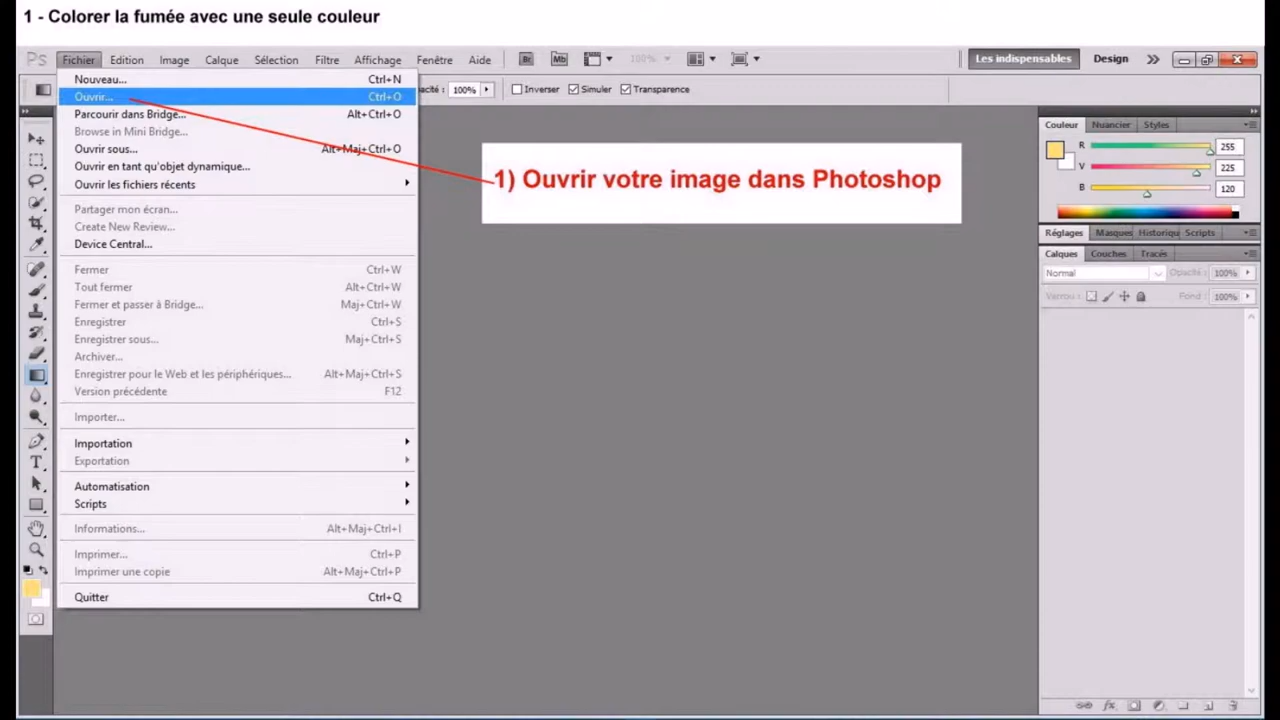 1 - Colorer la fumée avec une seule couleur
Ps Fichier Edition Image Calque Sélection Filtre Affichage Fenêtre Aide Br Mb 100% Les indispensables Design
acité : 100% Inverser Simuler Transparence
Nouveau... Ctrl+N
Ouvrir... Ctrl+O
Parcourir dans Bridge... Alt+Ctrl+O
Browse in Mini Bridge...
Ouvrir sous... Alt+Maj+Ctrl+O
Ouvrir en tant qu'objet dynamique...
Ouvrir les fichiers récents
Partager mon écran...
Create New Review...
Device Central...
Fermer Ctrl+W
Tout fermer Alt+Ctrl+W
Fermer et passer à Bridge... Maj+Ctrl+W
Enregistrer Ctrl+S
Enregistrer sous... Maj+Ctrl+S
Archiver...
Enregistrer pour le Web et les périphériques... Alt+Maj+Ctrl+S
Version précédente F12
Importer...
Importation
Exportation
Automatisation
Scripts
Informations... Alt+Maj+Ctrl+I
Imprimer... Ctrl+P
Imprimer une copie Alt+Maj+Ctrl+P
Quitter Ctrl+Q
1) Ouvrir votre image dans Photoshop
Couleur Nuancier Styles
R 255
V 225
B 120
Réglages Masques Historiqu Scripts
Calques Couches Tracés
Normal Opacité : 100%
Verrou : Fond : 100%